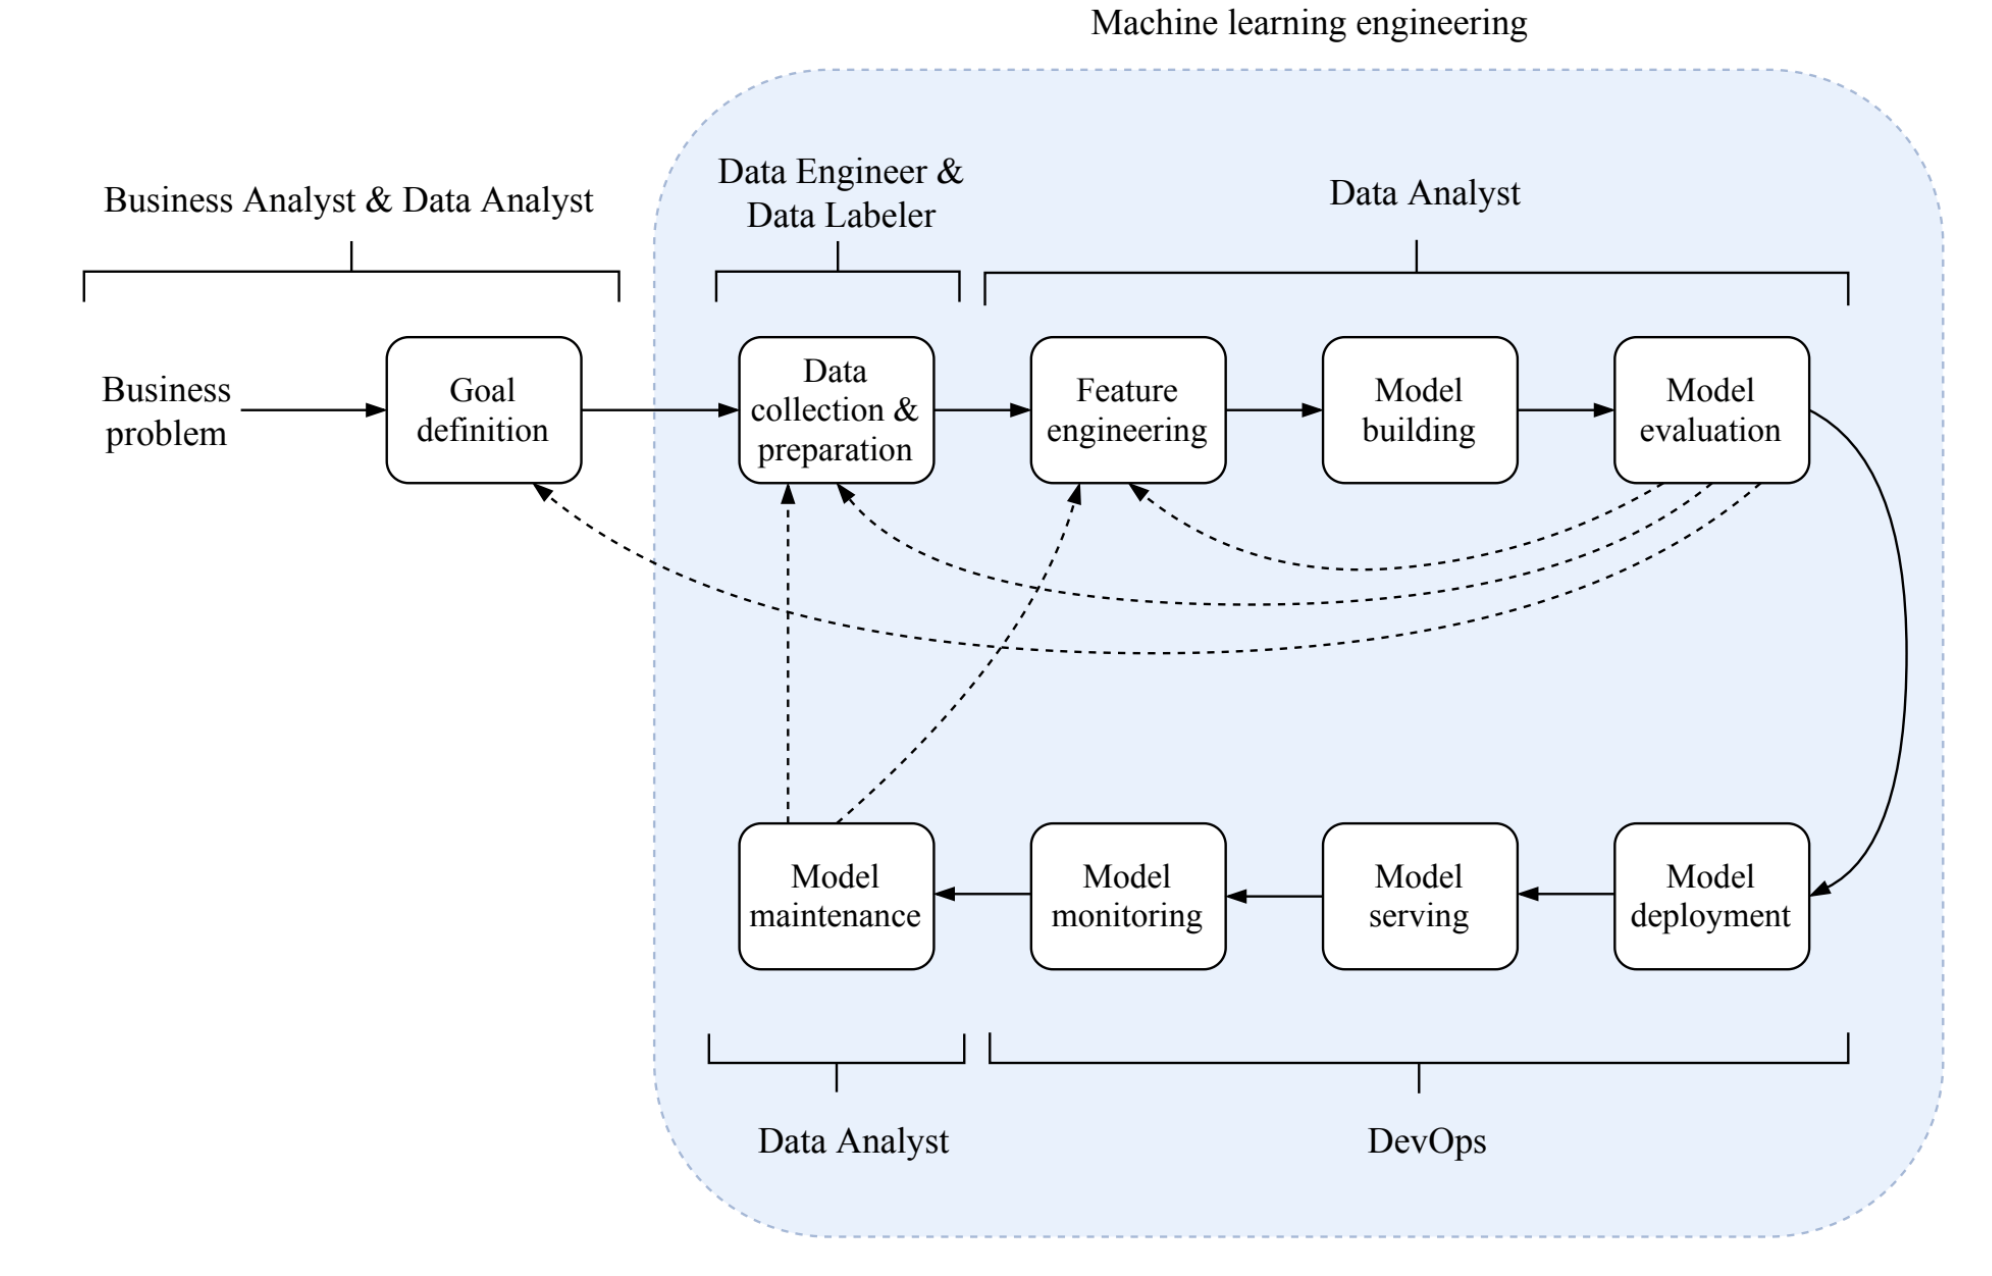 Machine learning engineering
Business Analyst & Data Analyst
Data Engineer &
Data Labeler
Data Analyst
Business
problem
Goal
definition
Data
collection &
preparation
Feature
engineering
Model
building
Model
evaluation
Model
maintenance
Model
monitoring
Model
serving
Model
deployment
Data Analyst
DevOps